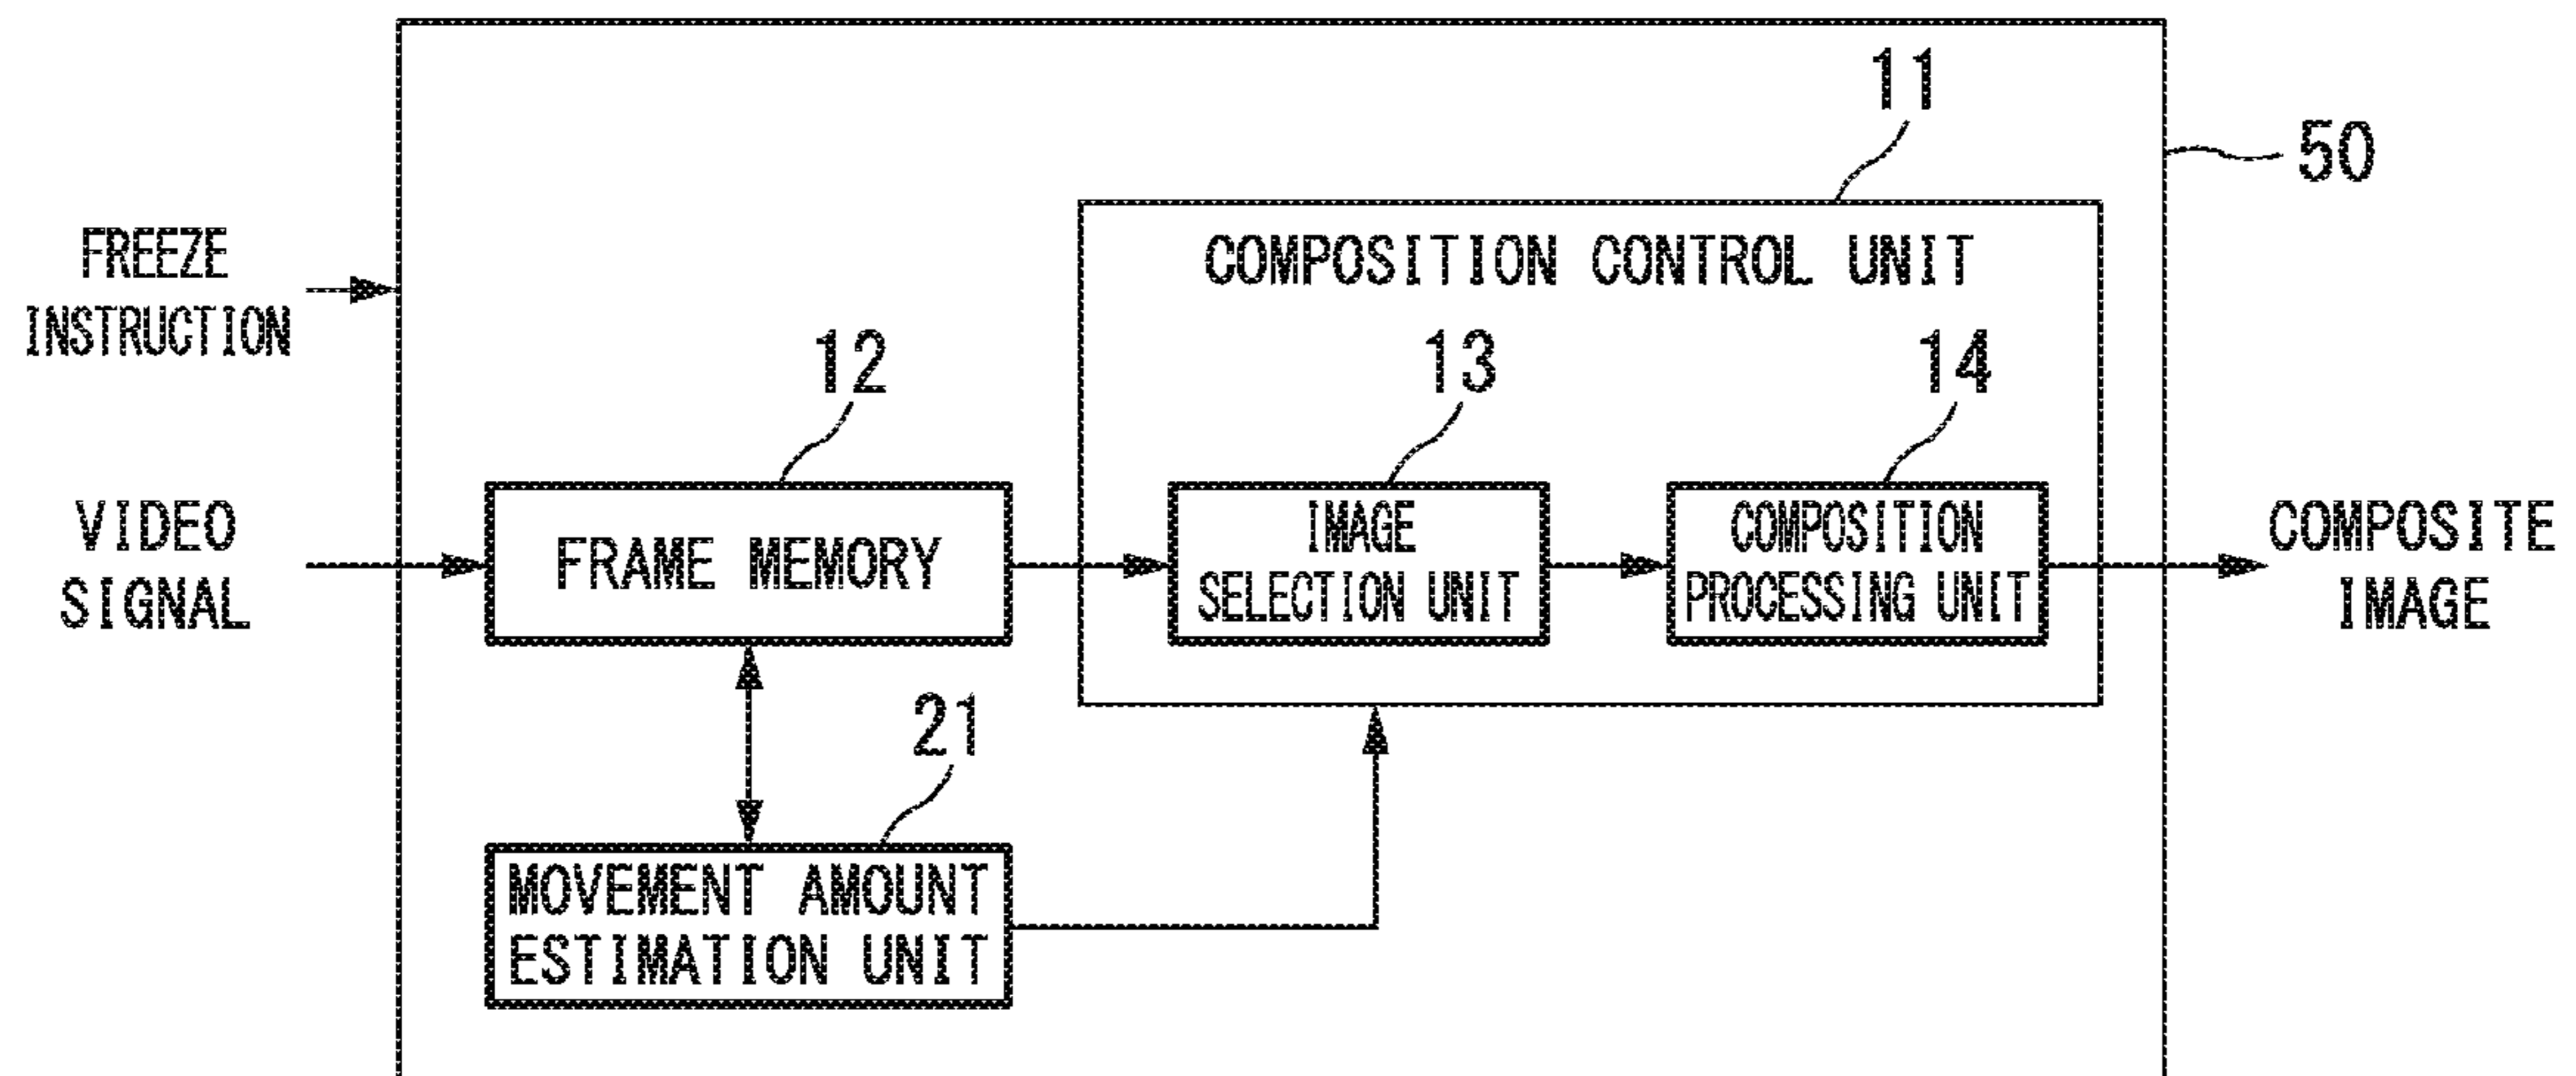 11
50
FREEZE
INSTRUCTION
COMPOSITION CONTROL UNIT
12
13
14
VIDEO
SIGNAL
FRAME MEMORY
IMAGE
SELECTION UNIT
COMPOSITION
PROCESSING UNIT
COMPOSITE
IMAGE
21
MOVEMENT AMOUNT
ESTIMATION UNIT